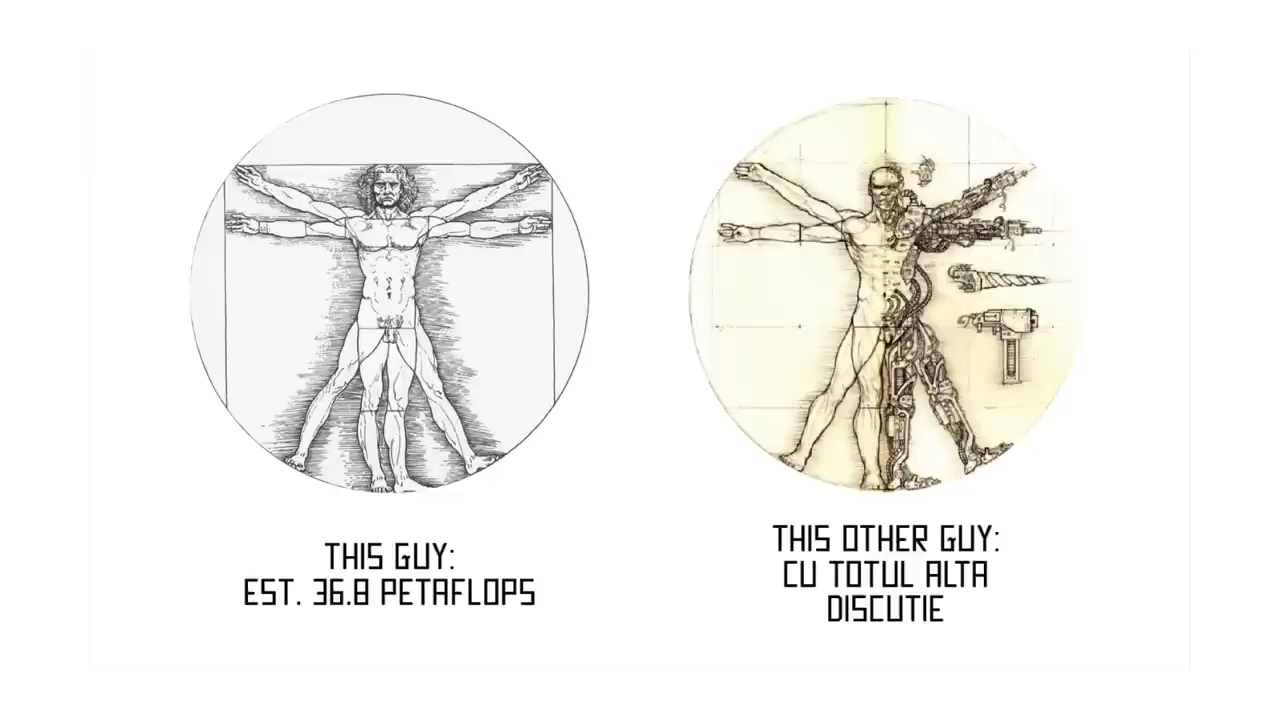 THIS GUY:
EST. 36.8 PETAFLOPS
THIS OTHER GUY:
CU TOTUL ALTA
DISCUTIE